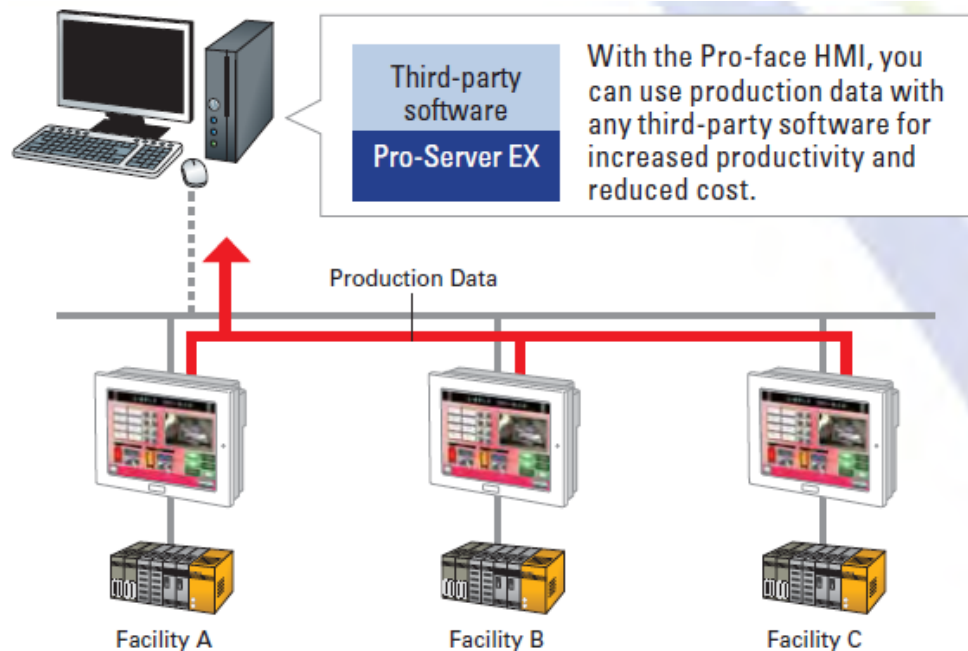 Third-party
software
Pro-Server EX
With the Pro-face HMI, you
can use production data with
any third-party software for
increased productivity and
reduced cost.
Production Data
Facility A
Facility B
Facility C